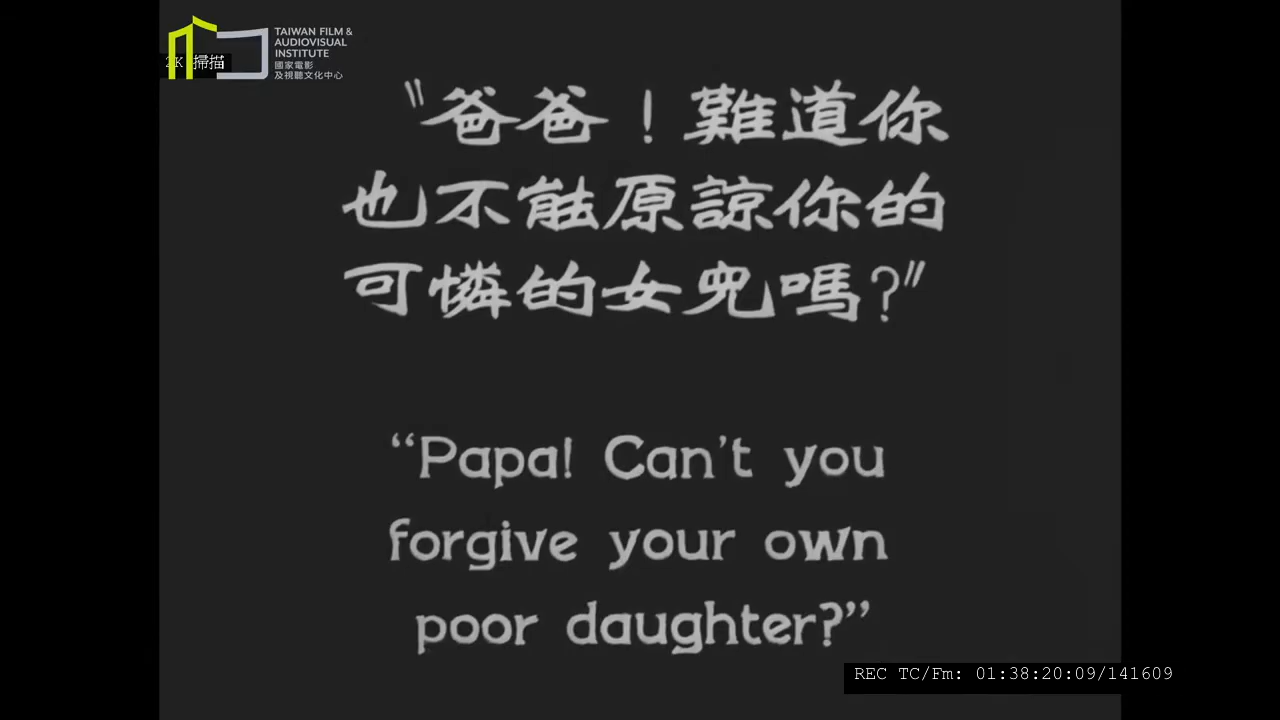 TAIWAN FILM &
AUDIOVISUAL
INSTITUTE
國家電影
及視聽文化中心
2K 掃描
"爸爸!難道你
也不能原諒你的
可憐的女兒嗎?"
“Papa! Can’t you
forgive your own
poor daughter?”
REC TC/Fm: 01:38:20:09/141609